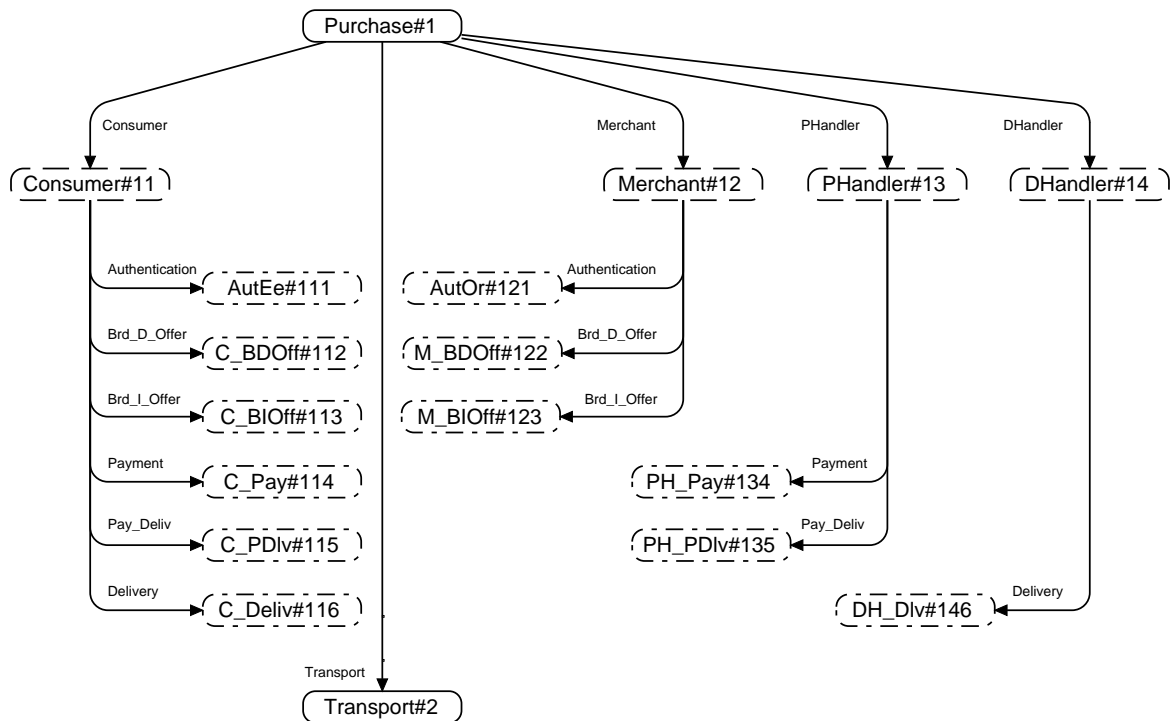 Purchase#1
Consumer
Merchant
PHandler
DHandler
Consumer#11
Merchant#12
PHandler#13
DHandler#14
Authentication
AutEe#111
AutOr#121
Authentication
Brd_D_Offer
C_BDOff#112
M_BDOff#122
Brd_D_Offer
Brd_I_Offer
C_BIOff#113
M_BIOff#123
Brd_I_Offer
Payment
C_Pay#114
PH_Pay#134
Payment
Pay_Deliv
C_PDlv#115
PH_PDlv#135
Pay_Deliv
Delivery
C_Deliv#116
DH_Dlv#146
Delivery
Transport
Transport#2